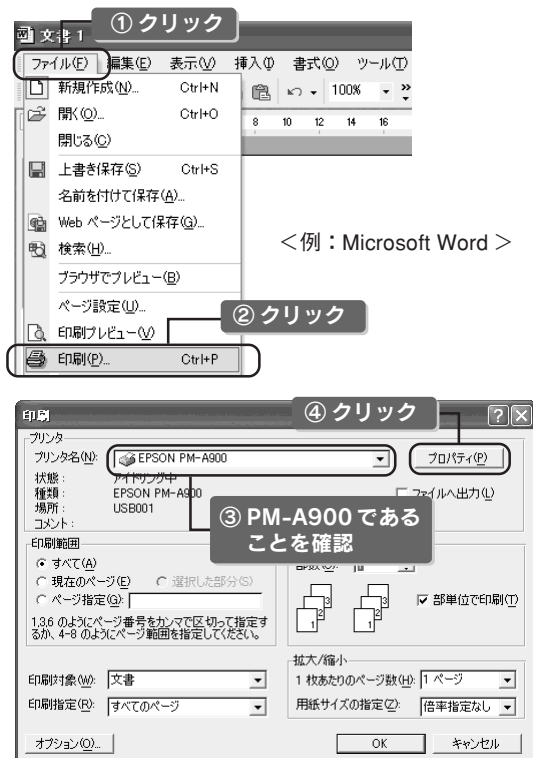 ① クリック
文書 1
ファイル(F) 編集(E) 表示(V) 挿入(I) 書式(O) ツール(T)
新規作成(N)... Ctrl+N
100%
開く(O)... Ctrl+O
8 10 12 14 16
閉じる(C)
上書き保存(S) Ctrl+S
名前を付けて保存(A)...
Web ページとして保存(G)...
検索(H)...
＜例：Microsoft Word＞
ブラウザでプレビュー(B)
ページ設定(U)...
② クリック
印刷プレビュー(V)
印刷(P)... Ctrl+P
④ クリック
印刷
プリンタ
プリンタ名(N): EPSON PM-A900 プロパティ(P)
状態 : アイドリング中
種類 : EPSON PM-A900 ファイルへ出力(L)
場所 : USB001
コメント :
③ PM-A900 である
ことを確認
印刷範囲
すべて(A)
現在のページ(E) 選択した部分(S)
ページ指定(G):
1,3,6 のようにページ番号をカンマで区切って指定す
るか、4-8 のようにページ範囲を指定してください。
1 2 3 1 2 3 部単位で印刷(T)
拡大/縮小
印刷対象(W): 文書 1 枚あたりのページ数(H): 1 ページ
印刷指定(R): すべてのページ 用紙サイズの指定(Z): 倍率指定なし
オプション(O)... OK キャンセル